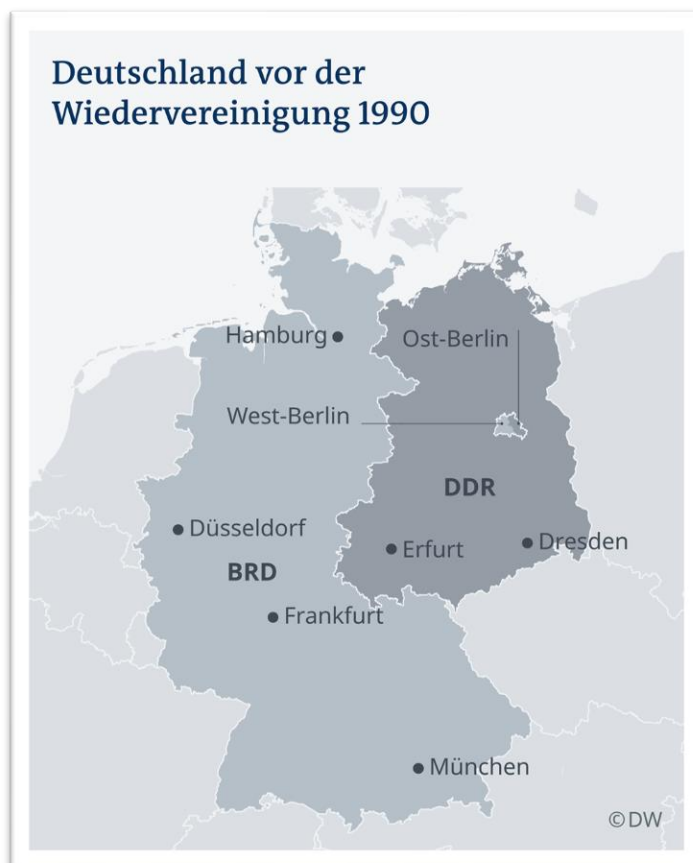 Deutschland vor der
Wiedervereinigung 1990
Hamburg
Ost-Berlin
West-Berlin
DDR
Düsseldorf
Erfurt
Dresden
BRD
Frankfurt
München
©DW